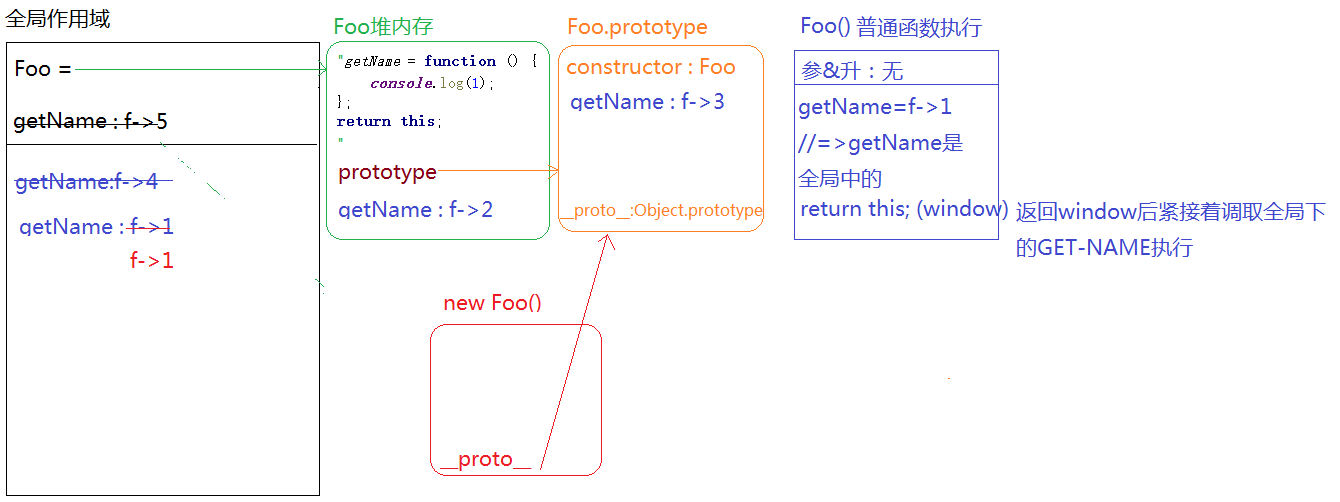 全局作用域
Foo =
getName : f->5
getName:f->4
getName : f->1
f->1
Foo堆内存
"getName = function () {
console.log(1);
};
return this;
"
prototype
getName : f->2
Foo.prototype
constructor : Foo
getName : f->3
__proto__:Object.prototype
new Foo()
__proto__
Foo() 普通函数执行
参&升：无
getName=f->1
//=>getName是
全局中的
return this; (window)
返回window后紧接着调取全局下
的GET-NAME执行